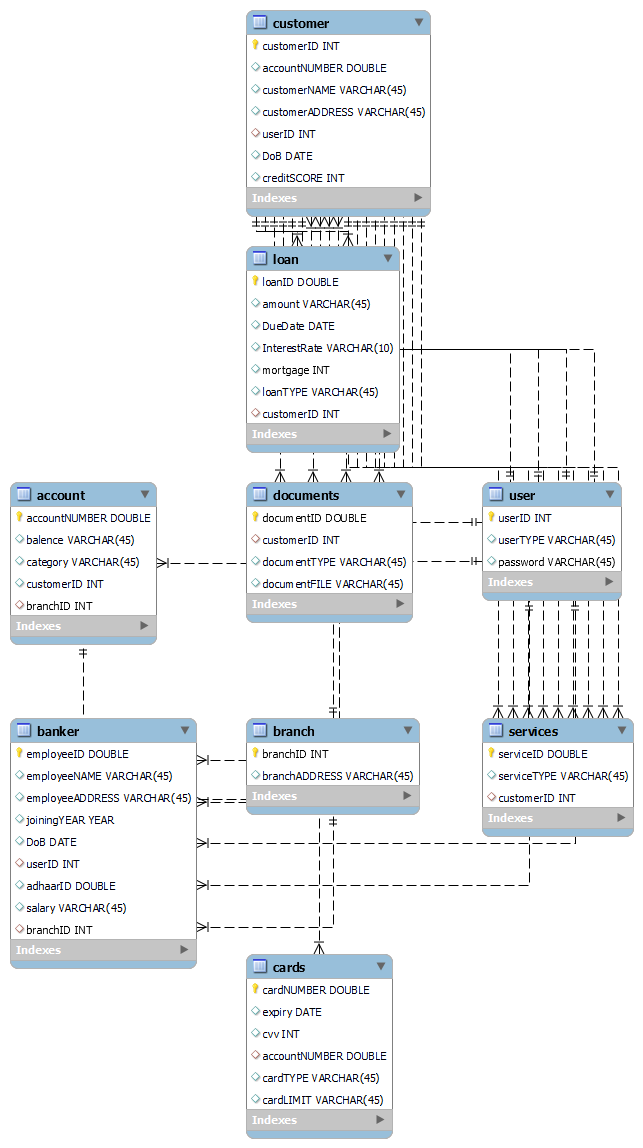 customer
customerID INT
accountNUMBER DOUBLE
customerNAME VARCHAR(45)
customerADDRESS VARCHAR(45)
userID INT
DoB DATE
creditSCORE INT
Indexes
loan
loanID DOUBLE
amount VARCHAR(45)
DueDate DATE
InterestRate VARCHAR(10)
mortgage INT
loanTYPE VARCHAR(45)
customerID INT
Indexes
account
accountNUMBER DOUBLE
balence VARCHAR(45)
category VARCHAR(45)
customerID INT
branchID INT
Indexes
documents
documentID DOUBLE
customerID INT
documentTYPE VARCHAR(45)
documentFILE VARCHAR(45)
Indexes
user
userID INT
userTYPE VARCHAR(45)
password VARCHAR(45)
Indexes
banker
employeeID DOUBLE
employeeNAME VARCHAR(45)
employeeADDRESS VARCHAR(45)
joiningYEAR YEAR
DoB DATE
userID INT
adhaarID DOUBLE
salary VARCHAR(45)
branchID INT
Indexes
branch
branchID INT
branchADDRESS VARCHAR(45)
Indexes
services
serviceID DOUBLE
serviceTYPE VARCHAR(45)
customerID INT
Indexes
cards
cardNUMBER DOUBLE
expiry DATE
cvv INT
accountNUMBER DOUBLE
cardTYPE VARCHAR(45)
cardLIMIT VARCHAR(45)
Indexes